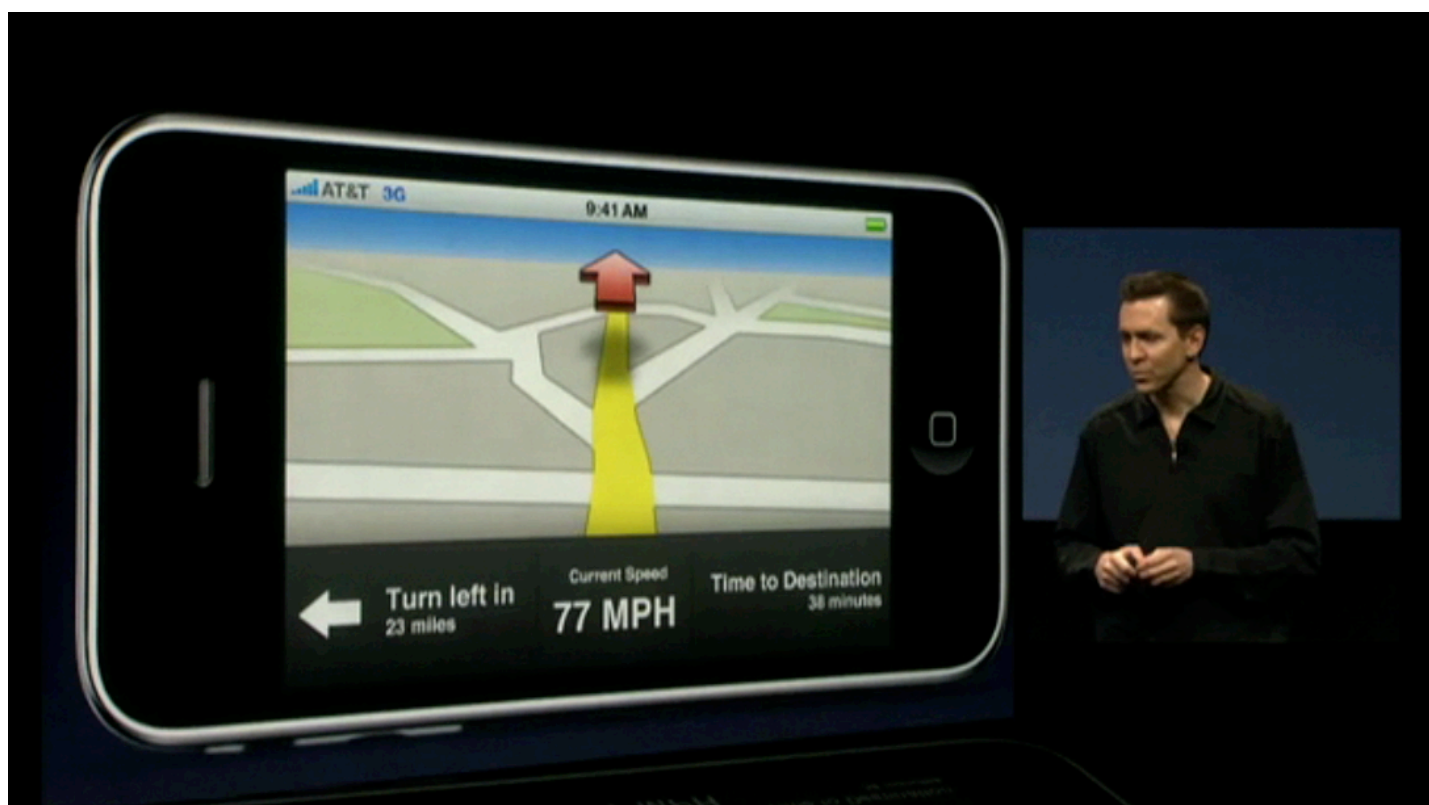 AT&T 3G
9:41 AM
Turn left in
23 miles
Current Speed
77 MPH
Time to Destination
38 minutes